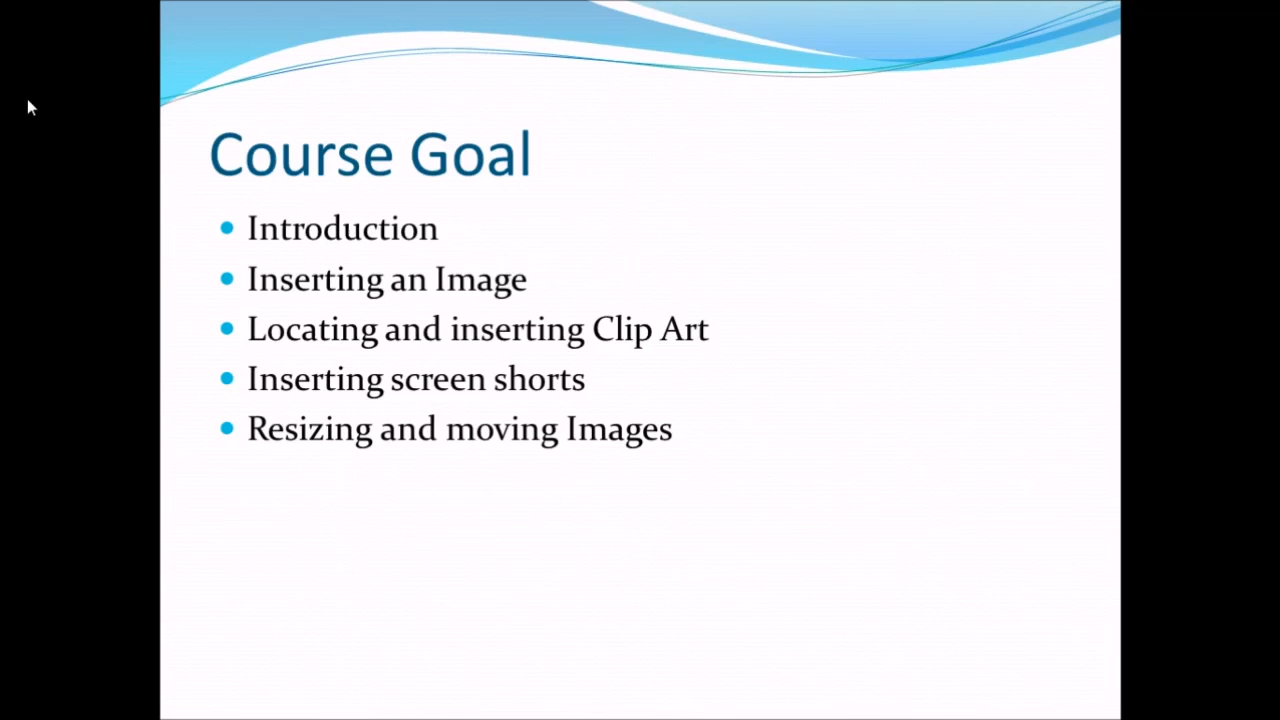 Course Goal
Introduction
Inserting an Image
Locating and inserting Clip Art
Inserting screen shorts
Resizing and moving Images